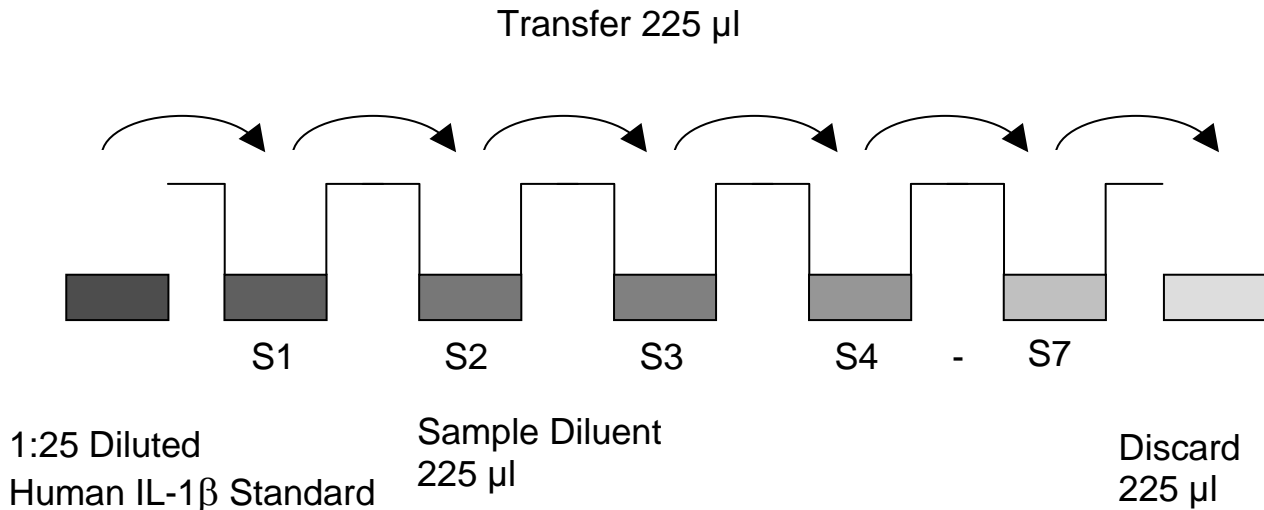 Transfer 225 µl
S1 S2 S3 S4 - S7
1:25 Diluted
Human IL-1β Standard
Sample Diluent
225 µl
Discard
225 µl